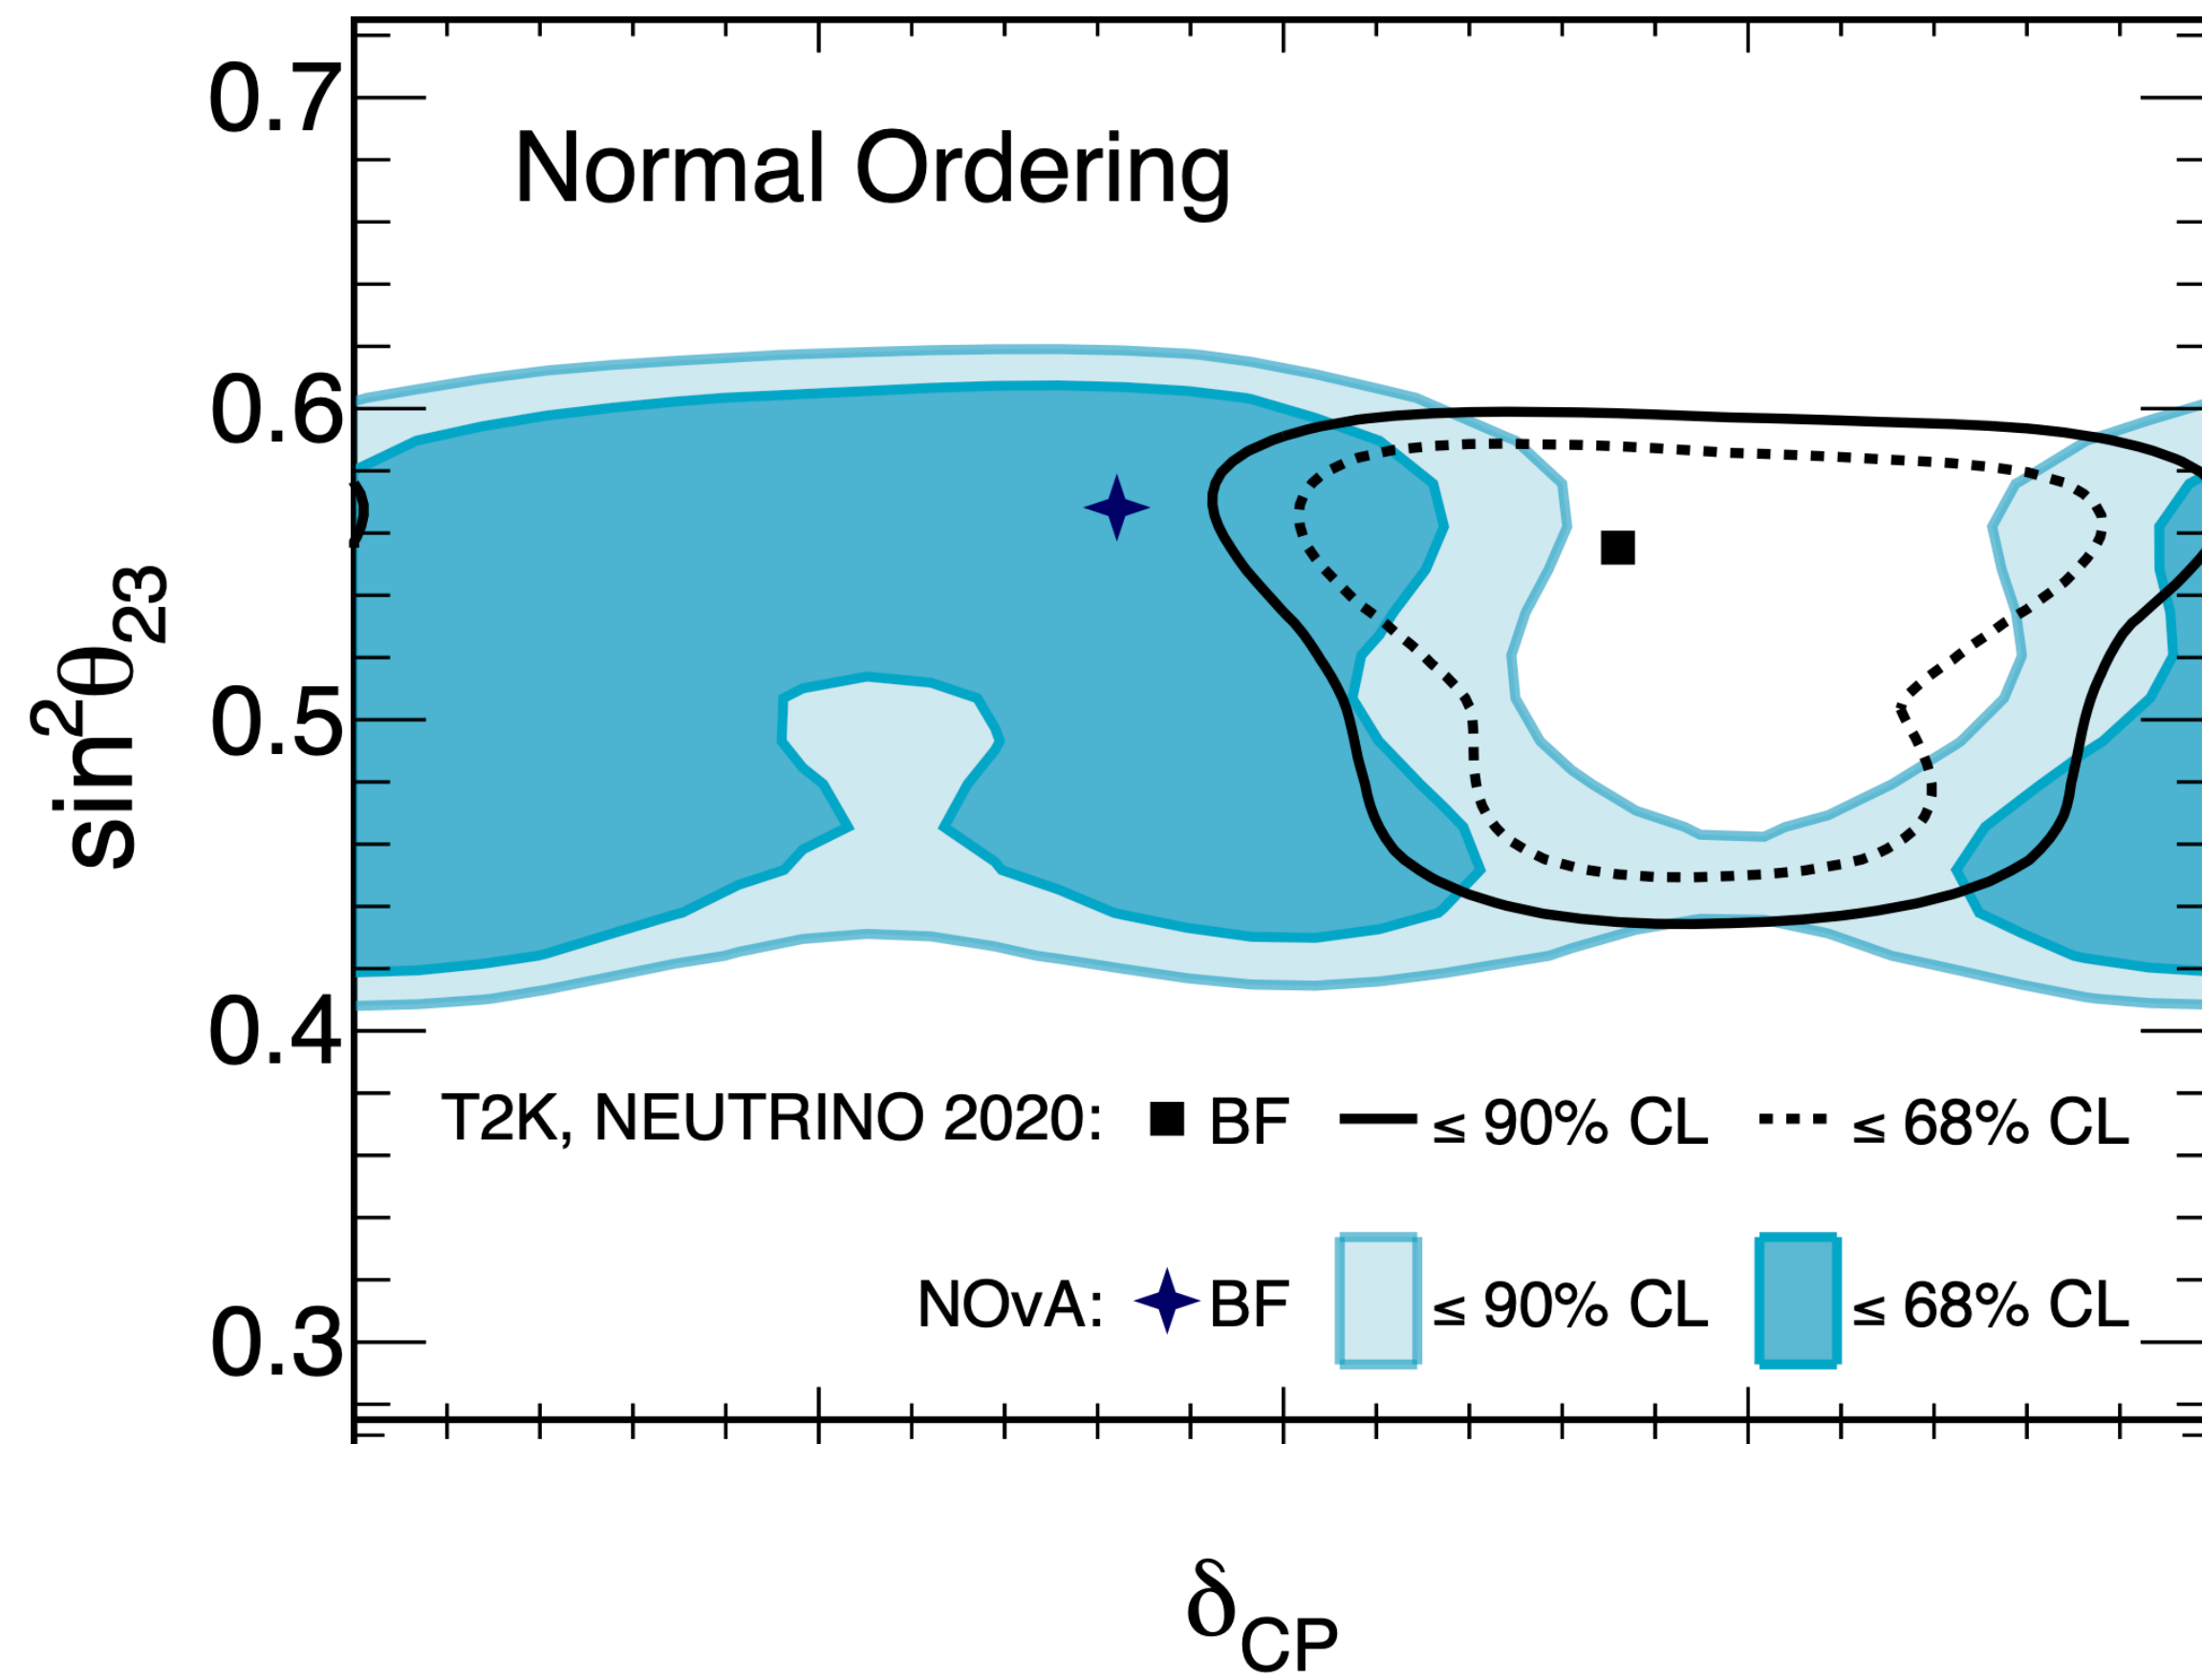 0.7
Normal Ordering
0.6
0.5
sin²θ₂₃
0.4
T2K, NEUTRINO 2020: BF ≤ 90% CL ≤ 68% CL
NOvA: BF ≤ 90% CL ≤ 68% CL
0.3
δCP